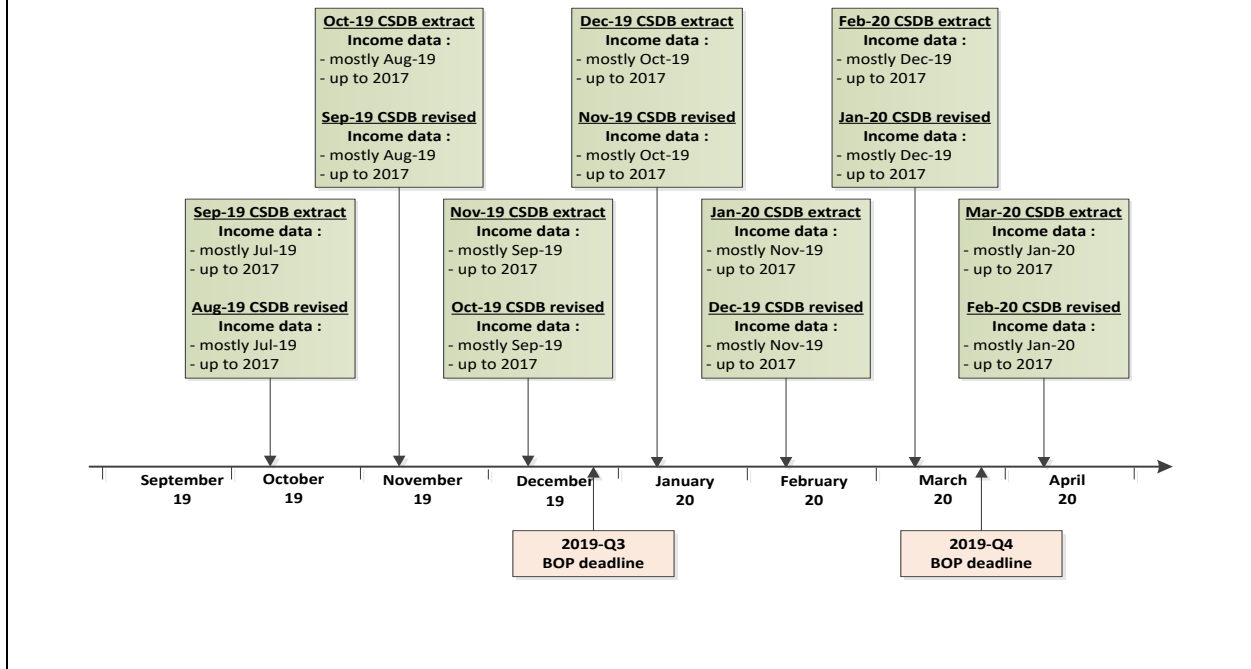 Oct-19 CSDB extract
Income data :
- mostly Aug-19
- up to 2017
Sep-19 CSDB revised
Income data :
- mostly Aug-19
- up to 2017
Dec-19 CSDB extract
Income data :
- mostly Oct-19
- up to 2017
Nov-19 CSDB revised
Income data :
- mostly Oct-19
- up to 2017
Feb-20 CSDB extract
Income data :
- mostly Dec-19
- up to 2017
Jan-20 CSDB revised
Income data :
- mostly Dec-19
- up to 2017
Sep-19 CSDB extract
Income data :
- mostly Jul-19
- up to 2017
Aug-19 CSDB revised
Income data :
- mostly Jul-19
- up to 2017
Nov-19 CSDB extract
Income data :
- mostly Sep-19
- up to 2017
Oct-19 CSDB revised
Income data :
- mostly Sep-19
- up to 2017
Jan-20 CSDB extract
Income data :
- mostly Nov-19
- up to 2017
Dec-19 CSDB revised
Income data :
- mostly Nov-19
- up to 2017
Mar-20 CSDB extract
Income data :
- mostly Jan-20
- up to 2017
Feb-20 CSDB revised
Income data :
- mostly Jan-20
- up to 2017
September
19
October
19
November
19
December
19
January
20
February
20
March
20
April
20
2019-Q3
BOP deadline
2019-Q4
BOP deadline